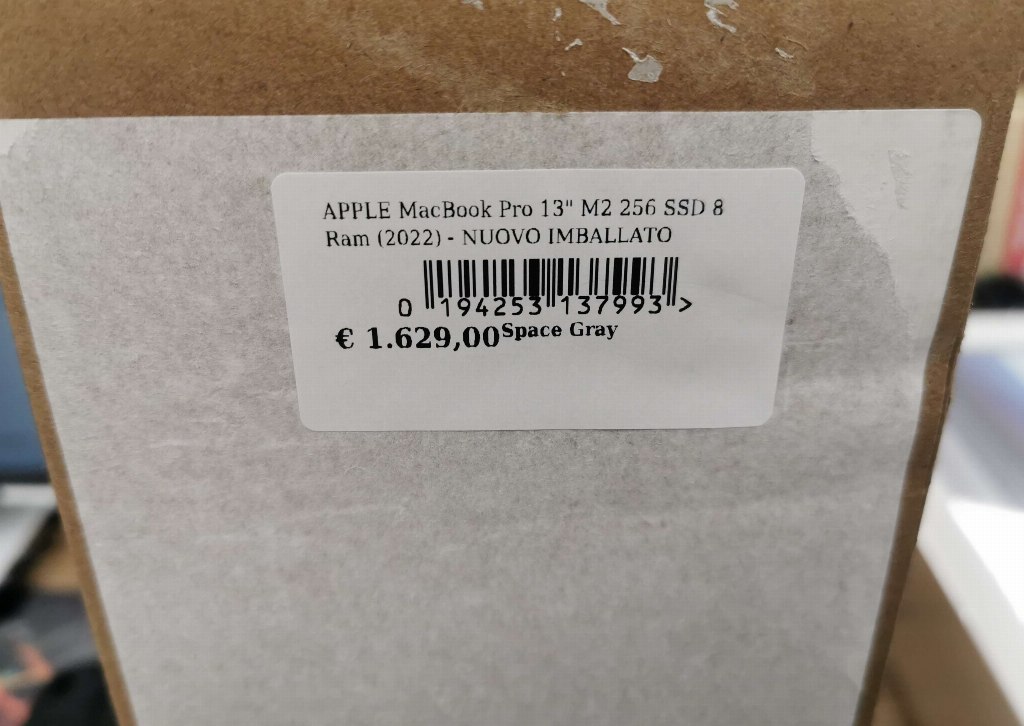 APPLE MacBook Pro 13" M2 256 SSD 8
Ram (2022) - NUOVO IMBALLATO
0 194253 137993 >
€ 1.629,00 Space Gray